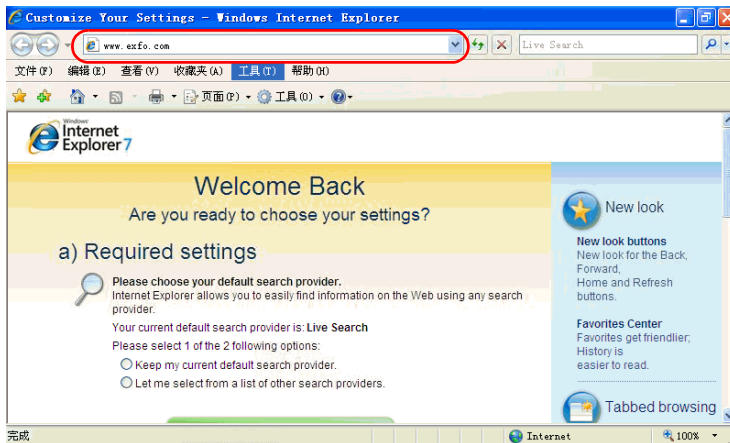 Customize Your Settings - Windows Internet Explorer
www.exfo.com
Live Search
文件(F) 编辑(E) 查看(V) 收藏夹(A) 工具(T) 帮助(H)
页面(P) 工具(O)
Windows
Internet
Explorer 7
Welcome Back
Are you ready to choose your settings?
a) Required settings
Please choose your default search provider.
Internet Explorer allows you to easily find information on the Web using any search
provider.
Your current default search provider is: Live Search
Please select 1 of the 2 following options:
Keep my current default search provider.
Let me select from a list of other search providers.
New look
New look buttons
New look for the Back,
Forward,
Home and Refresh
buttons.
Favorites Center
Favorites get friendlier;
History is
easier to read.
Tabbed browsing
完成
Internet
100%